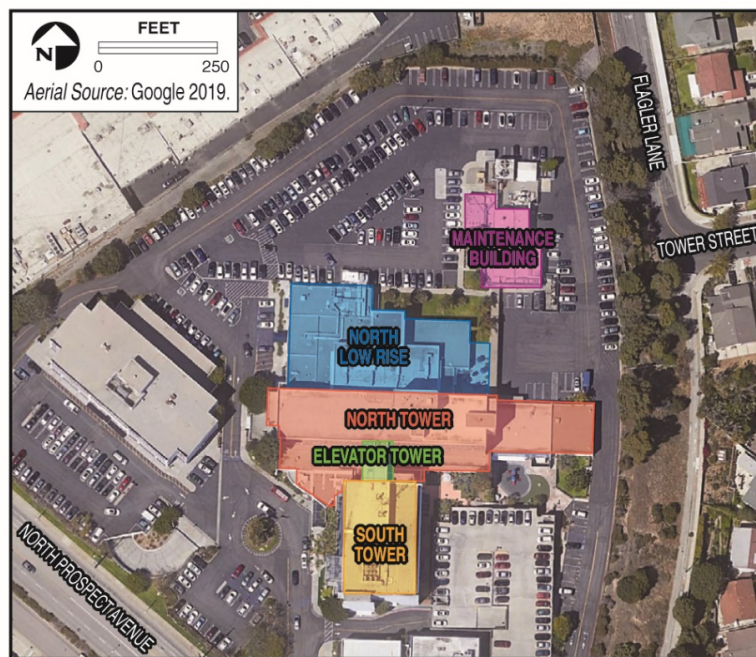 N
FEET
0 250
Aerial Source: Google 2019.
FLAGLER LANE
TOWER STREET
MAINTENANCE
BUILDING
NORTH
LOW RISE
NORTH TOWER
ELEVATOR TOWER
SOUTH
TOWER
NORTH PROSPECT AVENUE